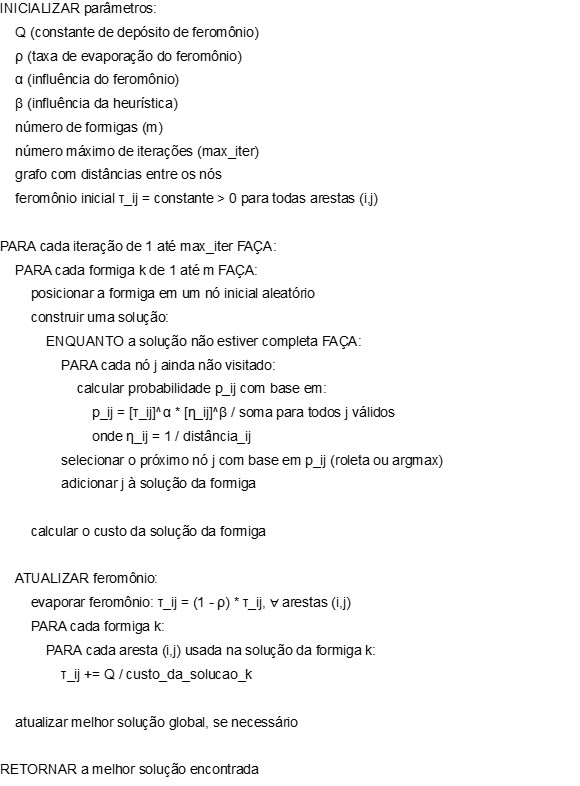 INICIALIZAR parâmetros:
Q (constante de depósito de feromônio)
ρ (taxa de evaporação do feromônio)
α (influência do feromônio)
β (influência da heurística)
número de formigas (m)
número máximo de iterações (max_iter)
grafo com distâncias entre os nós
feromônio inicial τ_ij = constante > 0 para todas arestas (i,j)
PARA cada iteração de 1 até max_iter FAÇA:
PARA cada formiga k de 1 até m FAÇA:
posicionar a formiga em um nó inicial aleatório
construir uma solução:
ENQUANTO a solução não estiver completa FAÇA:
PARA cada nó j ainda não visitado:
calcular probabilidade p_ij com base em:
p_ij = [τ_ij]^α * [η_ij]^β / soma para todos j válidos
onde η_ij = 1 / distância_ij
selecionar o próximo nó j com base em p_ij (roleta ou argmax)
adicionar j à solução da formiga
calcular o custo da solução da formiga
ATUALIZAR feromônio:
evaporar feromônio: τ_ij = (1 - ρ) * τ_ij, ∀ arestas (i,j)
PARA cada formiga k:
PARA cada aresta (i,j) usada na solução da formiga k:
τ_ij += Q / custo_da_solucao_k
atualizar melhor solução global, se necessário
RETORNAR a melhor solução encontrada